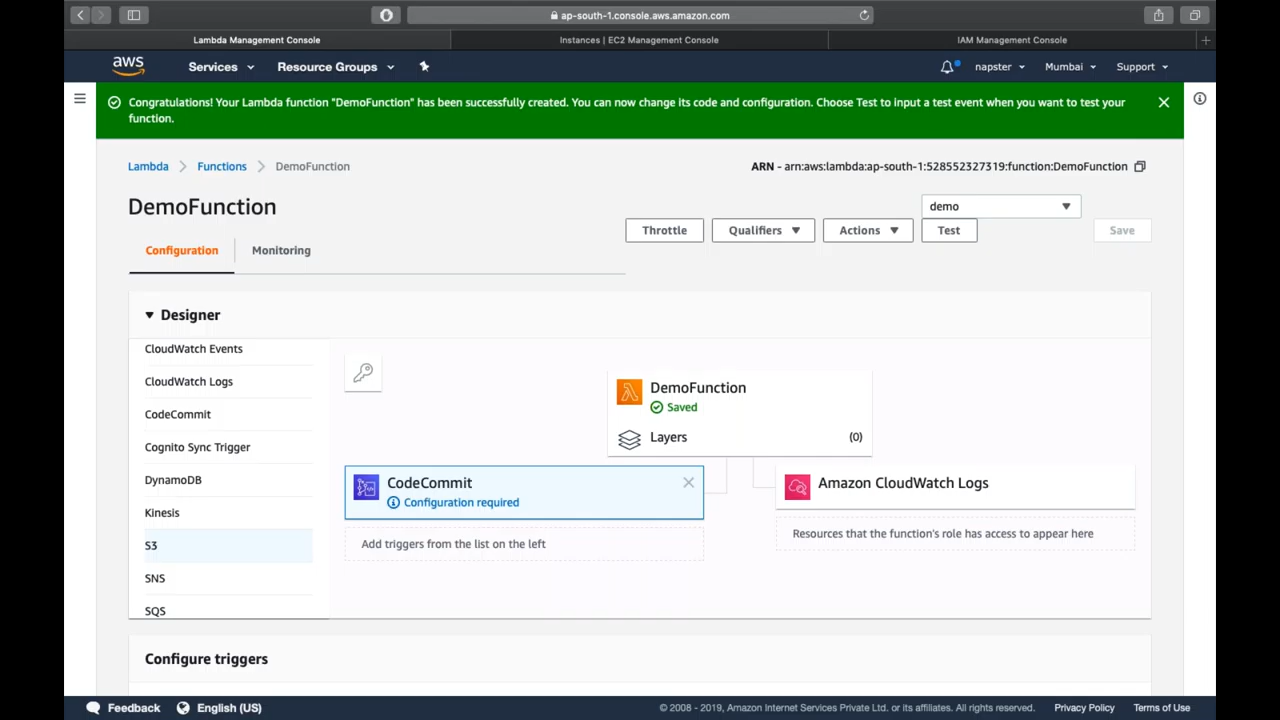 ap-south-1.console.aws.amazon.com
Lambda Management Console
Instances | EC2 Management Console
IAM Management Console
aws
Services
Resource Groups
napster
Mumbai
Support
Congratulations! Your Lambda function "DemoFunction" has been successfully created. You can now change its code and configuration. Choose Test to input a test event when you want to test your
function.
Lambda
Functions
DemoFunction
ARN - arn:aws:lambda:ap-south-1:528552327319:function:DemoFunction
DemoFunction
demo
Throttle
Qualifiers
Actions
Test
Save
Configuration
Monitoring
Designer
CloudWatch Events
CloudWatch Logs
CodeCommit
Cognito Sync Trigger
DynamoDB
Kinesis
S3
SNS
SQS
DemoFunction
Saved
Layers
(0)
CodeCommit
Configuration required
Add triggers from the list on the left
Amazon CloudWatch Logs
Resources that the function's role has access to appear here
Configure triggers
Feedback
English (US)
© 2008 - 2019, Amazon Internet Services Private Ltd. or its affiliates. All rights reserved.
Privacy Policy
Terms of Use